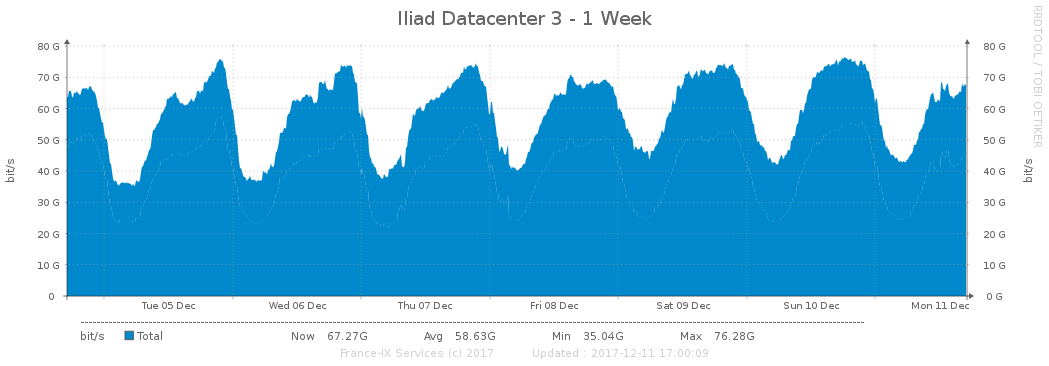 Iliad Datacenter 3 - 1 Week
RRDTOOL / TOBI OETIKER
80 G 80 G
70 G 70 G
60 G 60 G
50 G 50 G
40 G 40 G
30 G 30 G
20 G 20 G
10 G 10 G
0 0 G
bit/s bit/s
Tue 05 Dec Wed 06 Dec Thu 07 Dec Fri 08 Dec Sat 09 Dec Sun 10 Dec Mon 11 Dec
bit/s Total Now 67.27G Avg 58.63G Min 35.04G Max 76.28G
France-IX Services (c) 2017 Updated : 2017-12-11 17:00:09